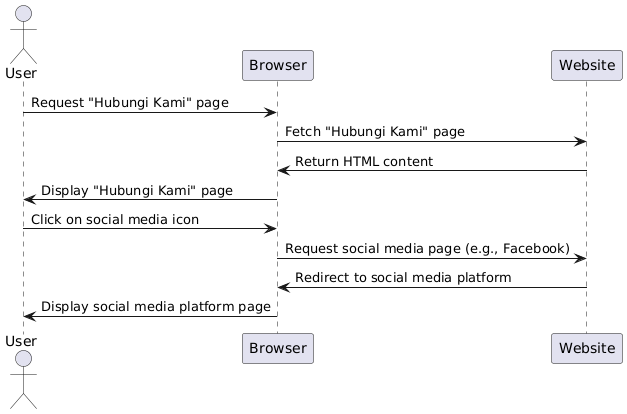 User
Browser
Website
Request "Hubungi Kami" page
Fetch "Hubungi Kami" page
Return HTML content
Display "Hubungi Kami" page
Click on social media icon
Request social media page (e.g., Facebook)
Redirect to social media platform
Display social media platform page
User
Browser
Website